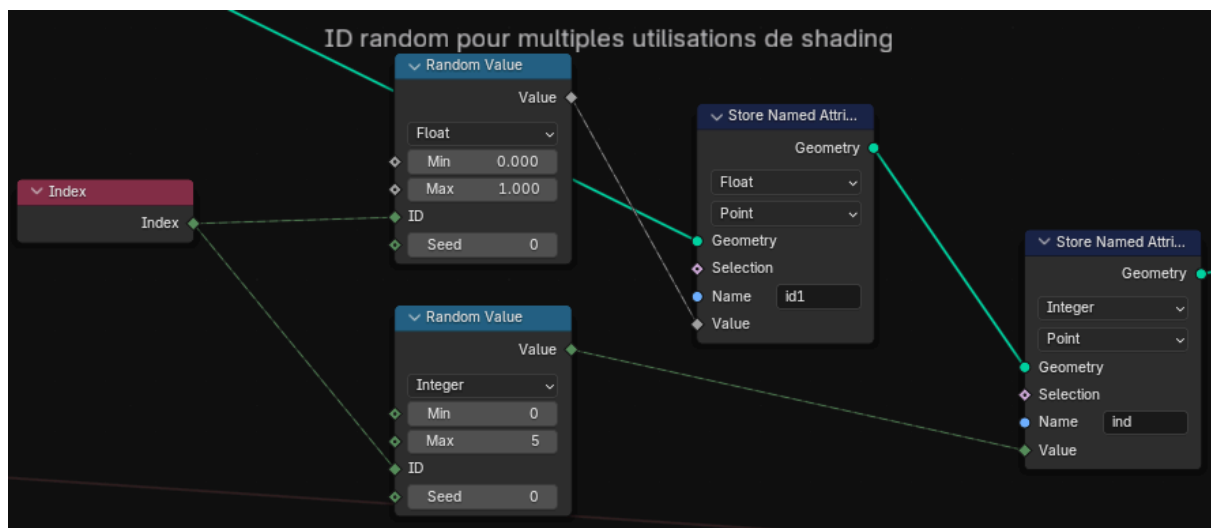 ID random pour multiples utilisations de shading
Random Value
Value
Float
Min 0.000
Max 1.000
ID
Seed 0
Index
Index
Store Named Attri...
Geometry
Float
Point
Geometry
Selection
Name id1
Value
Random Value
Value
Integer
Min 0
Max 5
ID
Seed 0
Store Named Attri...
Geometry
Integer
Point
Geometry
Selection
Name ind
Value